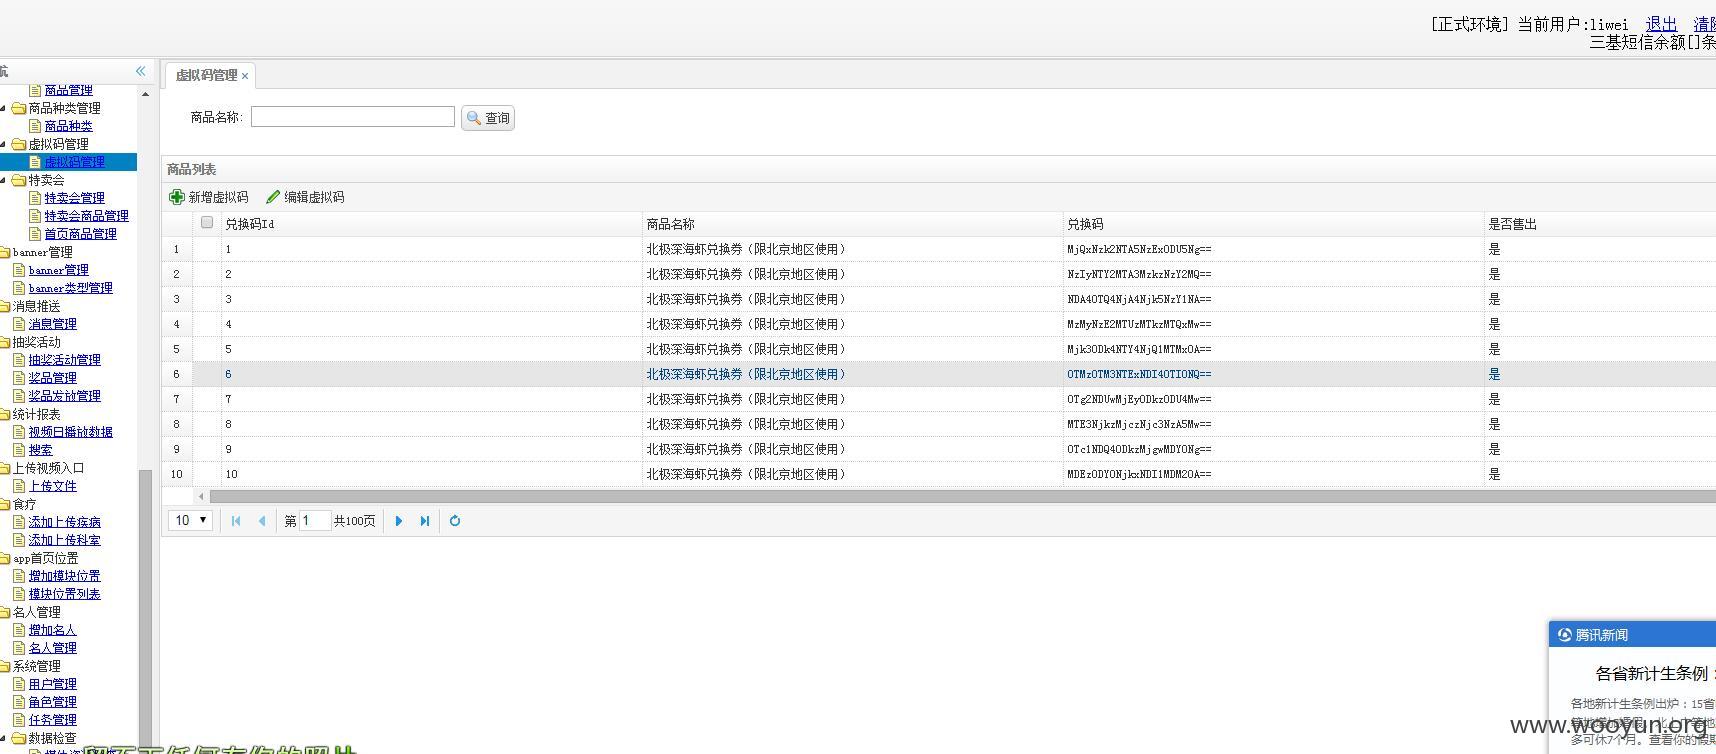 [正式环境] 当前用户:liwei 退出
三基短信余额[]条
航
虚拟码管理
商品管理
商品种类管理
商品种类
虚拟码管理
虚拟码管理
特卖会
特卖会管理
特卖会商品管理
首页商品管理
banner管理
banner管理
banner类型管理
消息推送
消息管理
抽奖活动
抽奖活动管理
奖品管理
奖品发放管理
统计报表
视频日播放数据
搜索
上传视频入口
上传文件
食疗
添加上传疾病
添加上传科室
app首页位置
增加模块位置
模块位置列表
名人管理
增加名人
名人管理
系统管理
用户管理
角色管理
任务管理
数据检查
商品名称: 查询
商品列表
新增虚拟码 编辑虚拟码
兑换码Id 商品名称 兑换码 是否售出
1 1 北极深海虾兑换券（限北京地区使用） MjQxNzk2NTA5NzExODU5Ng== 是
2 2 北极深海虾兑换券（限北京地区使用） NzIyNTY2MTA3MzkzNzY2MQ== 是
3 3 北极深海虾兑换券（限北京地区使用） NDA4OTQ4NjA4Njk5NzY1NA== 是
4 4 北极深海虾兑换券（限北京地区使用） MzMyNzE2MTUzMTkzMTQxMw== 是
5 5 北极深海虾兑换券（限北京地区使用） Mjk3ODk4NTY4NjQ1MTMxOA== 是
6 6 北极深海虾兑换券（限北京地区使用） OTMzOTM3NTExNDI4OTI0NQ== 是
7 7 北极深海虾兑换券（限北京地区使用） OTg2NDUwMjEyODkzODU4Mw== 是
8 8 北极深海虾兑换券（限北京地区使用） MTE3NjkzMjczNjc3NzA5Mw== 是
9 9 北极深海虾兑换券（限北京地区使用） OTc1NDQ4ODkzMjgwMDY0Ng== 是
10 10 北极深海虾兑换券（限北京地区使用） MDEzODY0NjkxNDI1MDM2OA== 是
10 第 1 共100页
腾讯新闻
各省新计生条例：
各地新计生条例出炉：15省
多可休7个月。查看你的假期
www.wooyun.org